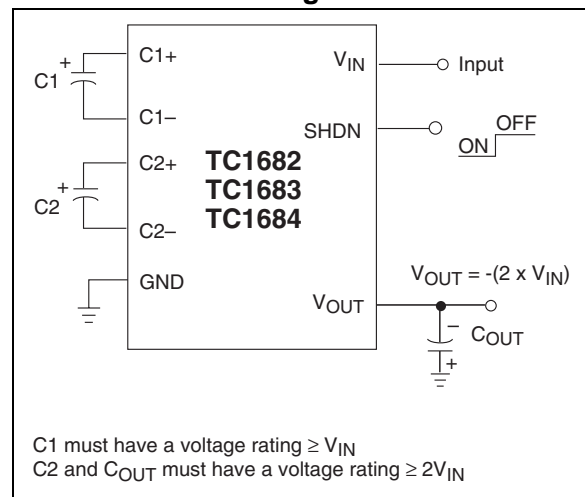 C1+
VIN
Input
+
C1
C1–
SHDN
OFF
ON
C2+
TC1682
+
TC1683
C2
TC1684
C2–
GND
VOUT = -(2 x VIN)
VOUT
–
COUT
+
C1 must have a voltage rating ≥ VIN
C2 and COUT must have a voltage rating ≥ 2VIN